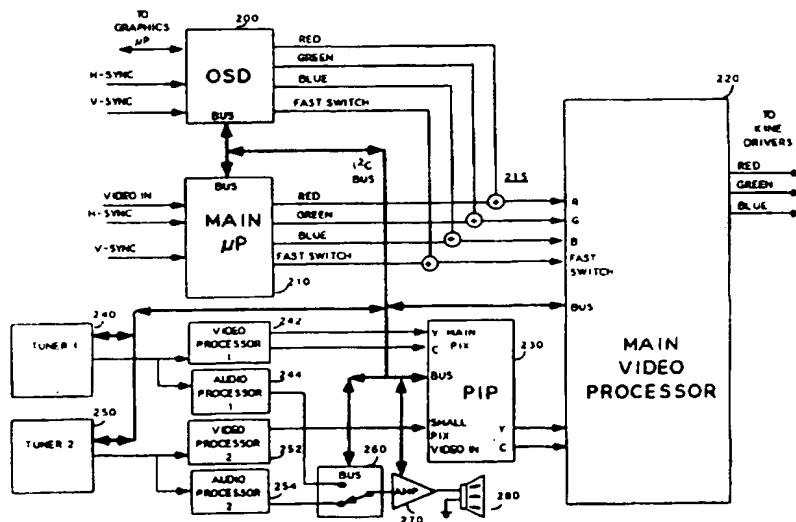 TO
GRAPHICS
µP
200
OSD
BUS
H-SYNC
V-SYNC
RED
GREEN
BLUE
FAST SWITCH
I²C
BUS
BUS
MAIN
µP
210
VIDEO IN
H-SYNC
V-SYNC
RED
GREEN
BLUE
FAST SWITCH
215
220
R
G
B
FAST
SWITCH
BUS
MAIN
VIDEO
PROCESSOR
TO
KINE
DRIVERS
RED
GREEN
BLUE
240
TUNER 1
250
TUNER 2
VIDEO
PROCESSOR
1
242
AUDIO
PROCESSOR
1
244
VIDEO
PROCESSOR
2
252
AUDIO
PROCESSOR
2
254
Y MAIN
C PIX
BUS
PIP
230
SMALL
PIX
VIDEO IN
Y
C
BUS
260
AMP
270
280